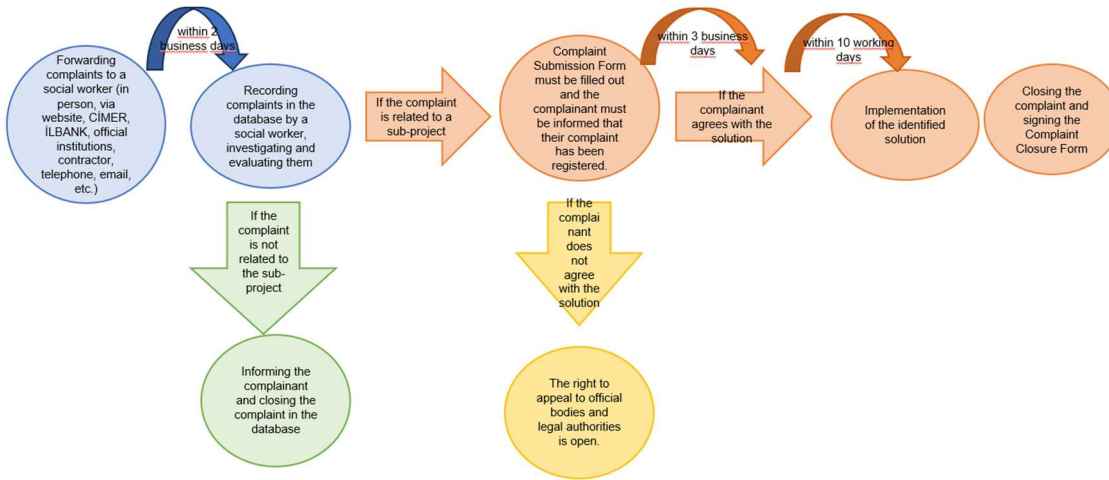 within 2
business days
Forwarding
complaints to a
social worker (in
person, via
website, CİMER,
İLBANK, official
institutions,
contractor,
telephone, email,
etc.)
Recording
complaints in the
database by a
social worker,
investigating and
evaluating them
If the complaint
is related to a
sub-project
Complaint
Submission Form
must be filled out
and the
complainant must
be informed that
their complaint
has been
registered.
within 3 business
days
If the
complainant
agrees with the
solution
within 10 working
days
Implementation
of the identified
solution
Closing the
complaint and
signing the
Complaint
Closure Form
If the
complaint
is not
related to
the sub-
project
If the
complai
nant
does
not
agree
with the
solution
Informing the
complainant
and closing the
complaint in the
database
The right to
appeal to official
bodies and
legal authorities
is open.